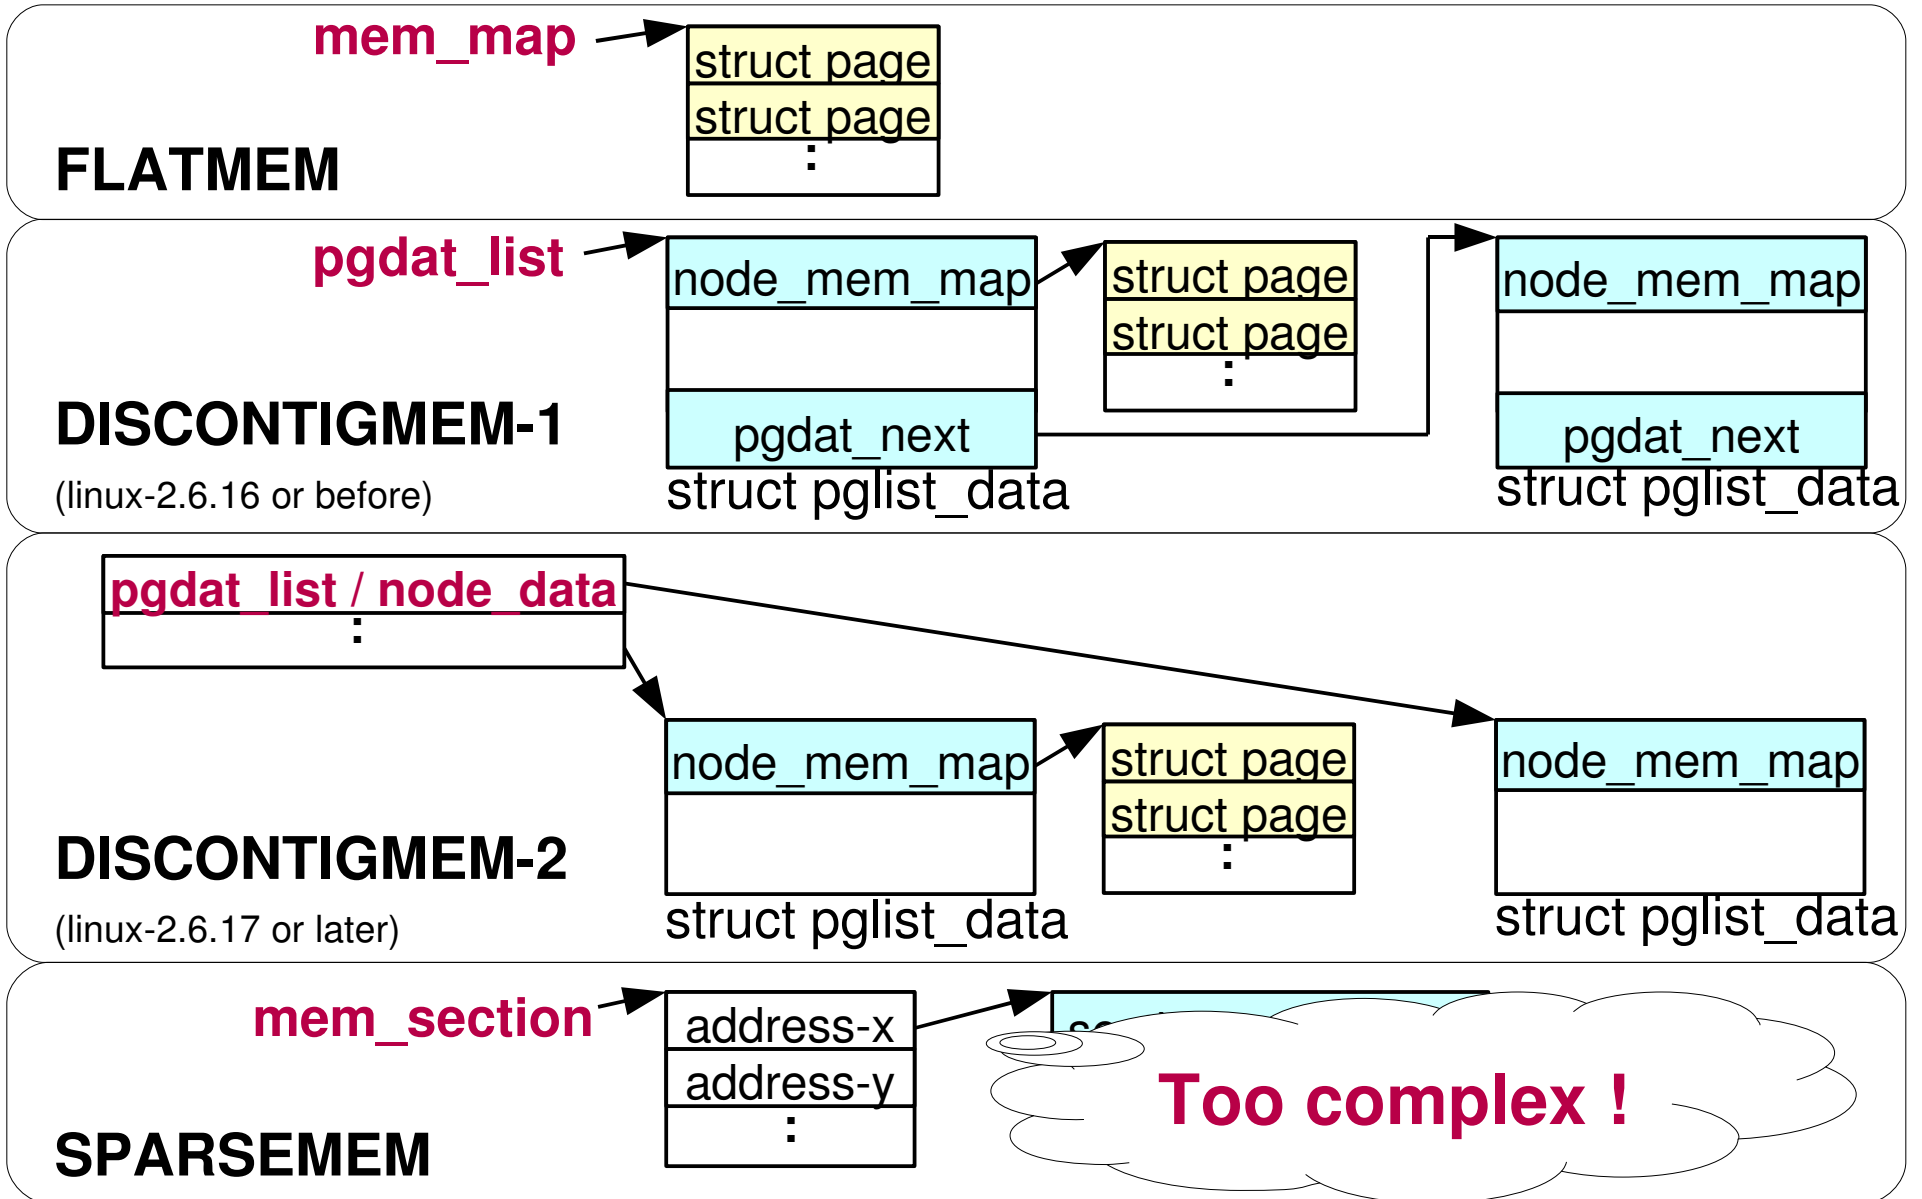 mem_map
struct page
struct page
:
FLATMEM
pgdat_list
node_mem_map
struct page
struct page
:
node_mem_map
DISCONTIGMEM-1
pgdat_next
pgdat_next
(linux-2.6.16 or before)
struct pglist_data
struct pglist_data
pgdat_list / node_data
:
node_mem_map
struct page
struct page
:
node_mem_map
DISCONTIGMEM-2
(linux-2.6.17 or later)
struct pglist_data
struct pglist_data
mem_section
address-x
address-y
:
Too complex !
SPARSEMEM